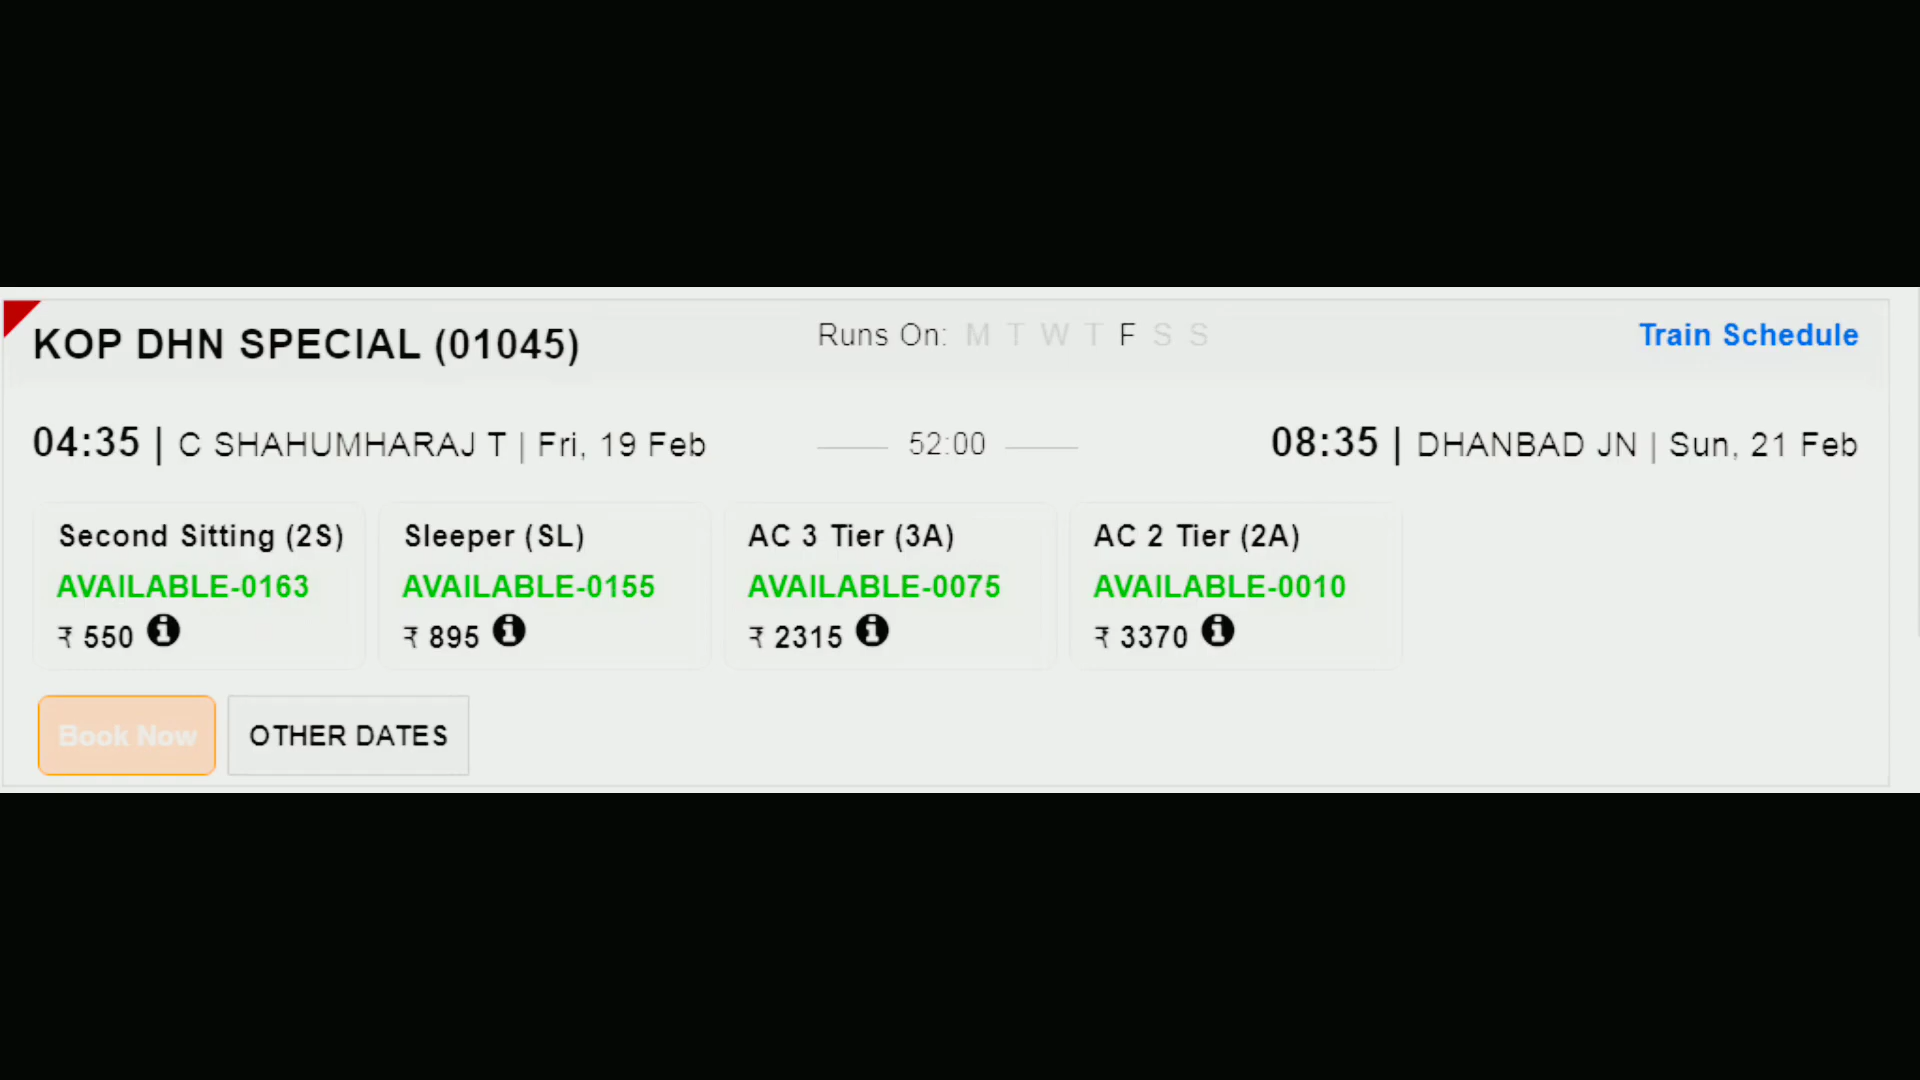 KOP DHN SPECIAL (01045)
Runs On: M T W T F S S
Train Schedule
04:35 | C SHAHUMHARAJ T | Fri, 19 Feb
52:00
08:35 | DHANBAD JN | Sun, 21 Feb
Second Sitting (2S)
AVAILABLE-0163
₹ 550
Sleeper (SL)
AVAILABLE-0155
₹ 895
AC 3 Tier (3A)
AVAILABLE-0075
₹ 2315
AC 2 Tier (2A)
AVAILABLE-0010
₹ 3370
Book Now
OTHER DATES